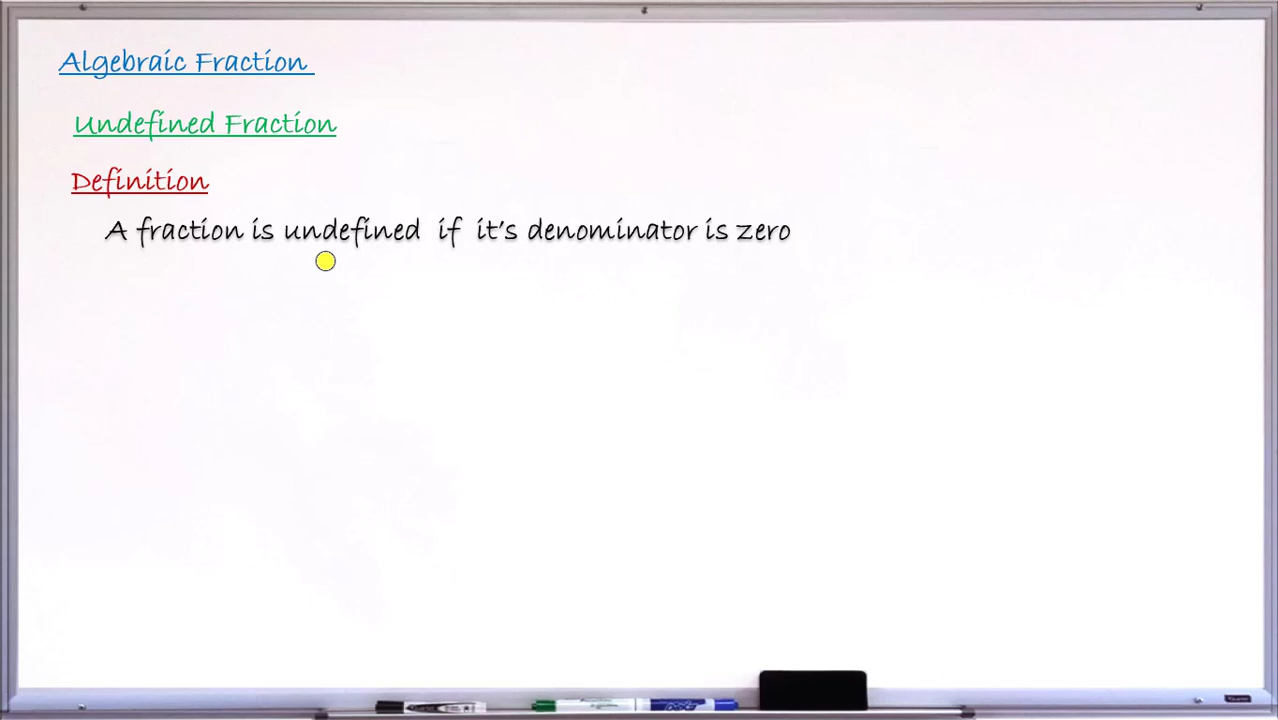 Algebraic Fraction
Undefined Fraction
Definition
A fraction is undefined if it's denominator is zero